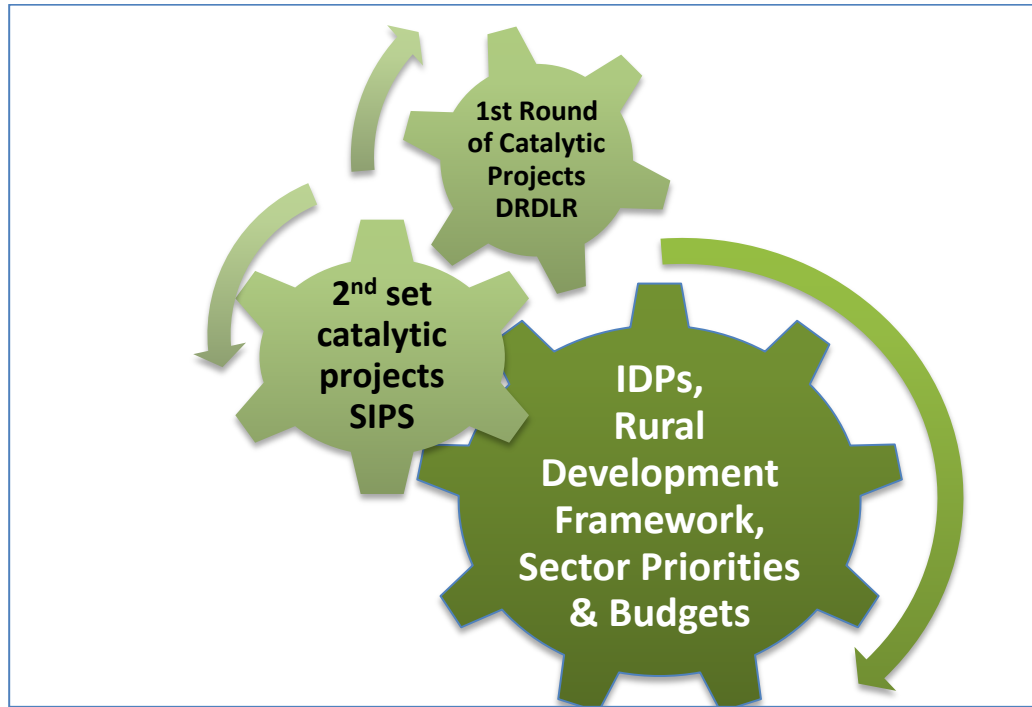 1st Round
of Catalytic
Projects
DRDLR
2nd set
catalytic
projects
SIPS
IDPs,
Rural
Development
Framework,
Sector Priorities
& Budgets